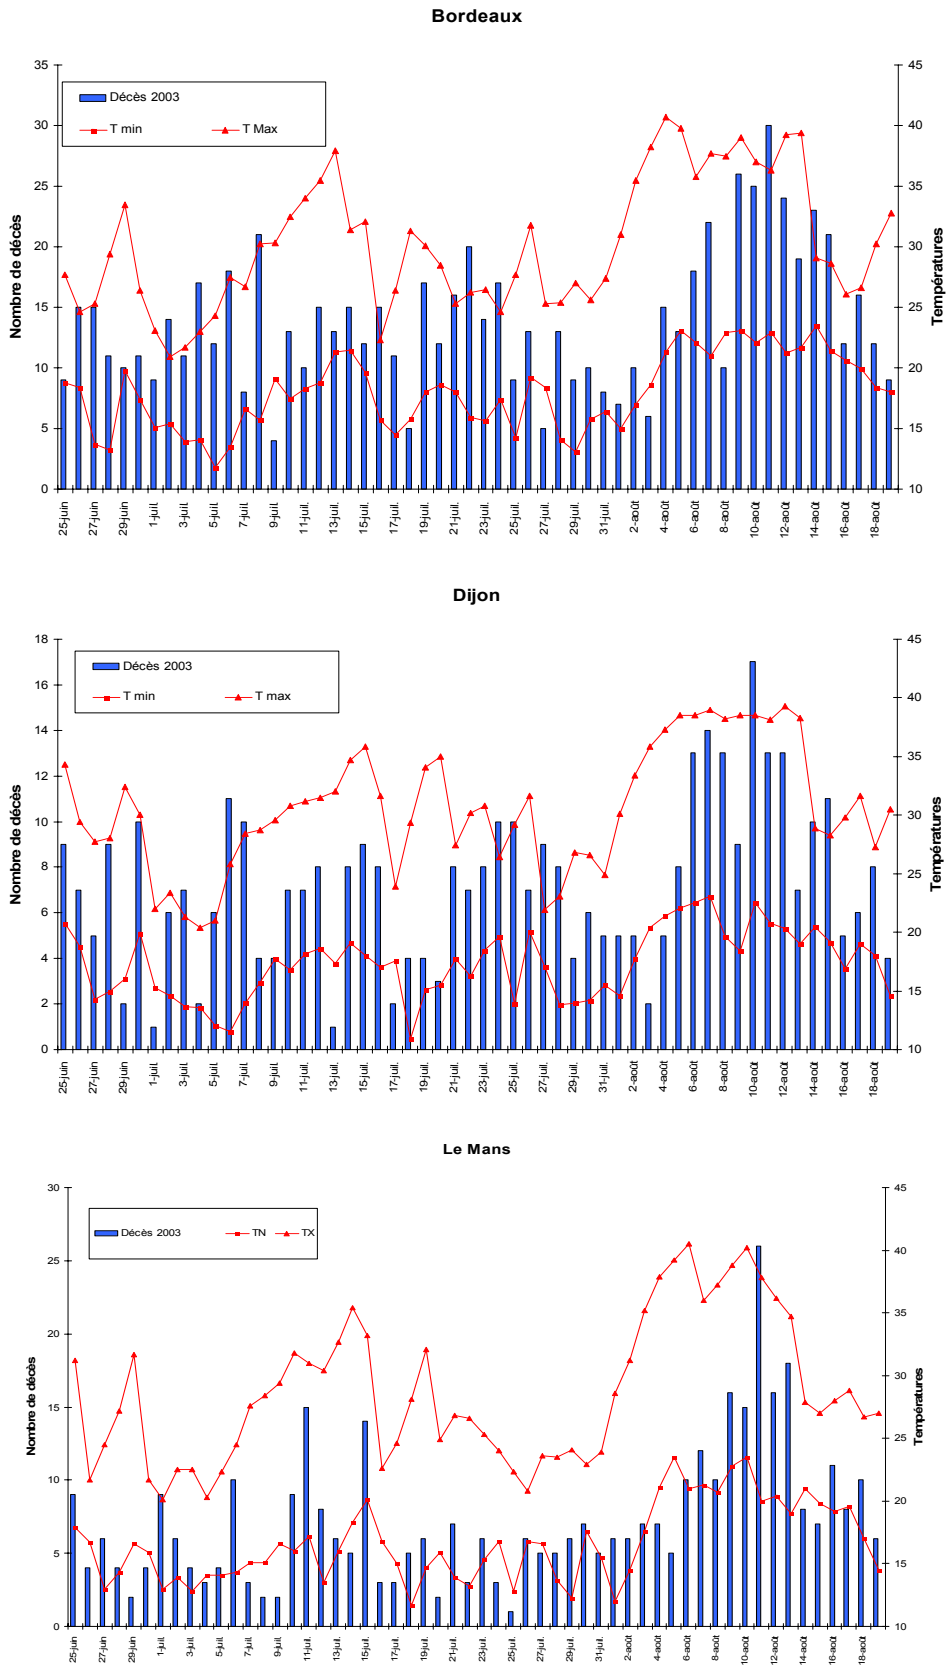 Bordeaux
Décès 2003
T min
T Max
Nombre de décès
Températures
35
30
25
20
15
10
5
0
45
40
35
30
25
20
15
10
25-juin
27-juin
29-juin
1-juil.
3-juil.
5-juil.
7-juil.
9-juil.
11-juil.
13-juil.
15-juil.
17-juil.
19-juil.
21-juil.
23-juil.
25-juil.
27-juil.
29-juil.
31-juil.
2-août
4-août
6-août
8-août
10-août
12-août
14-août
16-août
18-août
Dijon
Décès 2003
T min
T max
Nombre de décès
Températures
18
16
14
12
10
8
6
4
2
0
45
40
35
30
25
20
15
10
25-juin
27-juin
29-juin
1-juil.
3-juil.
5-juil.
7-juil.
9-juil.
11-juil.
13-juil.
15-juil.
17-juil.
19-juil.
21-juil.
23-juil.
25-juil.
27-juil.
29-juil.
31-juil.
2-août
4-août
6-août
8-août
10-août
12-août
14-août
16-août
18-août
Le Mans
Décès 2003
TN
TX
Nombre de décès
Températures
30
25
20
15
10
5
0
45
40
35
30
25
20
15
10
25-juin
27-juin
29-juin
1-juil.
3-juil.
5-juil.
7-juil.
9-juil.
11-juil.
13-juil.
15-juil.
17-juil.
19-juil.
21-juil.
23-juil.
25-juil.
27-juil.
29-juil.
31-juil.
2-août
4-août
6-août
8-août
10-août
12-août
14-août
16-août
18-août